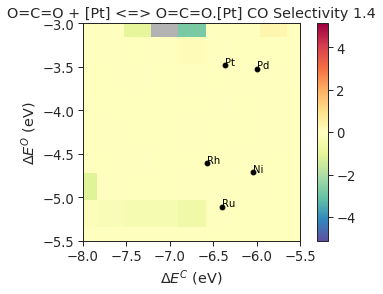 O=C=O + [Pt] <=> O=C=O.[Pt] CO Selectivity 1.4
−3.0
−3.5
−4.0
−4.5
−5.0
−5.5
ΔE^O (eV)
Pt
Pd
Rh
Ni
Ru
−8.0 −7.5 −7.0 −6.5 −6.0 −5.5
ΔE^C (eV)
4
2
0
−2
−4